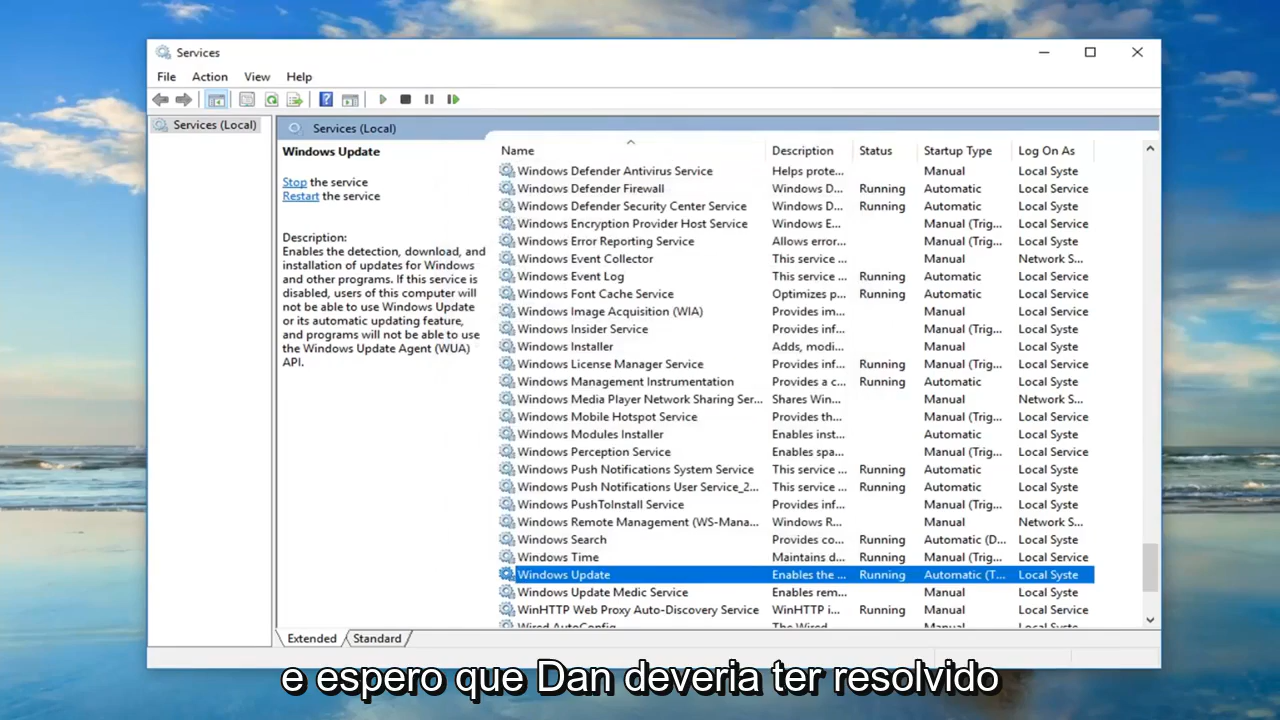 Services
File Action View Help
Services (Local)
Services (Local)
Windows Update
Stop the service
Restart the service
Description:
Enables the detection, download, and
installation of updates for Windows
and other programs. If this service is
disabled, users of this computer will
not be able to use Windows Update
or its automatic updating feature,
and programs will not be able to use
the Windows Update Agent (WUA)
API.
Name Description Status Startup Type Log On As
Windows Defender Antivirus Service Helps prote... Manual Local Syste
Windows Defender Firewall Windows D... Running Automatic Local Service
Windows Defender Security Center Service Windows D... Running Automatic Local Service
Windows Encryption Provider Host Service Windows E... Manual (Trig... Local Service
Windows Error Reporting Service Allows error... Manual (Trig... Local Syste
Windows Event Collector This service ... Manual Network S...
Windows Event Log This service ... Running Automatic Local Service
Windows Font Cache Service Optimizes p... Running Automatic Local Service
Windows Image Acquisition (WIA) Provides im... Manual Local Service
Windows Insider Service Provides inf... Manual (Trig... Local Syste
Windows Installer Adds, modi... Manual Local Syste
Windows License Manager Service Provides inf... Running Manual (Trig... Local Service
Windows Management Instrumentation Provides a c... Running Automatic Local Syste
Windows Media Player Network Sharing Ser... Shares Win... Manual Network S...
Windows Mobile Hotspot Service Provides th... Manual (Trig... Local Service
Windows Modules Installer Enables inst... Automatic Local Syste
Windows Perception Service Enables spa... Manual (Trig... Local Service
Windows Push Notifications System Service This service ... Running Automatic Local Syste
Windows Push Notifications User Service_2... This service ... Running Automatic Local Syste
Windows PushToInstall Service Provides inf... Manual (Trig... Local Syste
Windows Remote Management (WS-Mana... Windows R... Manual Network S...
Windows Search Provides co... Running Automatic (D... Local Syste
Windows Time Maintains d... Running Manual (Trig... Local Service
Windows Update Enables the ... Running Automatic (T... Local Syste
Windows Update Medic Service Enables rem... Manual Local Syste
WinHTTP Web Proxy Auto-Discovery Service WinHTTP i... Running Manual Local Service
Wired AutoConfig The Wired Manual Local Syste
Extended Standard
e espero que Dan deveria ter resolvido